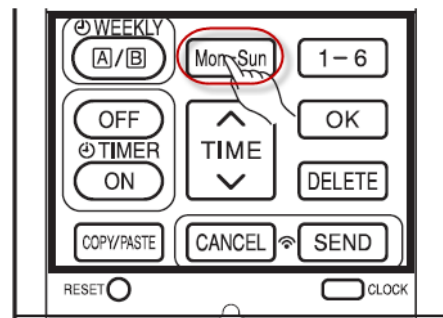 WEEKLY
A/B Mon-Sun 1-6
OFF OK
TIMER TIME
ON DELETE
COPY/PASTE CANCEL SEND
RESET CLOCK